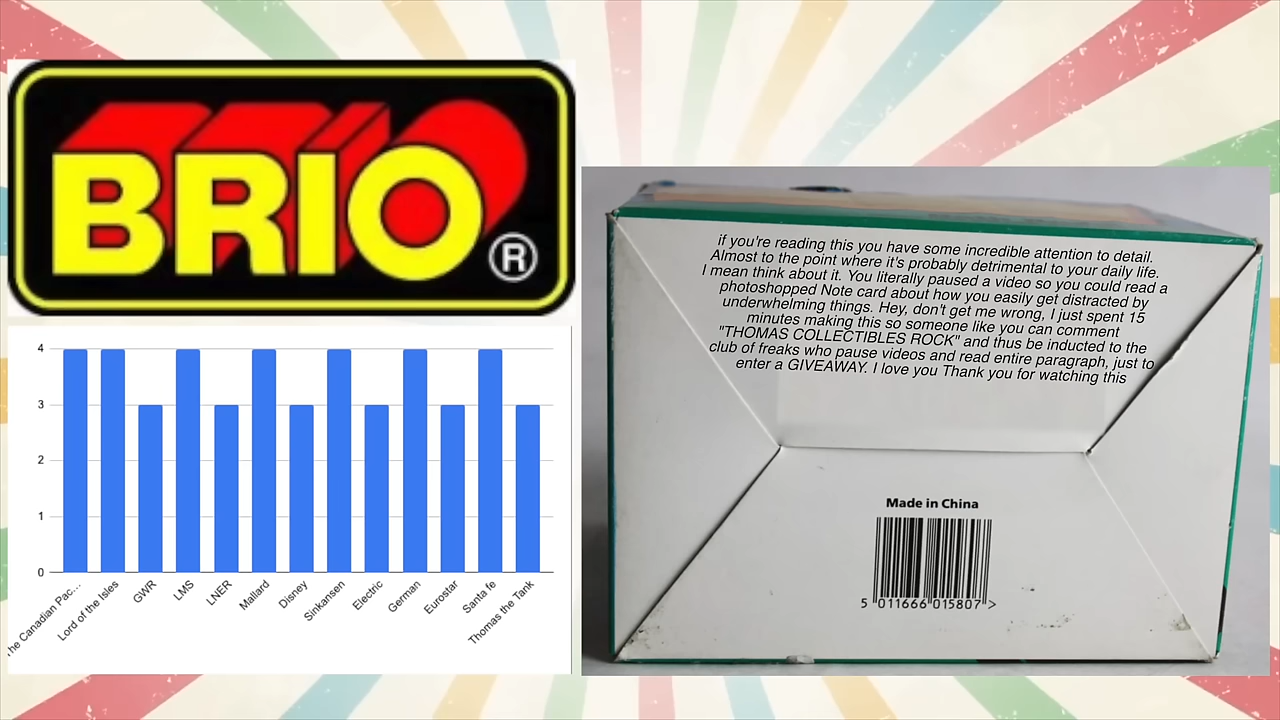 BRIO
®
4
3
2
1
0
he Canadian Pac...
Lord of the Isles
GWR
LMS
LNER
Mallard
Disney
Sinkansen
Electric
German
Eurostar
Santa fe
Thomas the Tank
if you're reading this you have some incredible attention to detail.
Almost to the point where it's probably detrimental to your daily life.
I mean think about it. You literally paused a video so you could read a
photoshopped Note card about how you easily get distracted by
underwhelming things. Hey, don't get me wrong, I just spent 15
minutes making this so someone like you can comment
"THOMAS COLLECTIBLES ROCK" and thus be inducted to the
club of freaks who pause videos and read entire paragraph, just to
enter a GIVEAWAY. I love you Thank you for watching this
Made in China
5 011666 015807 >